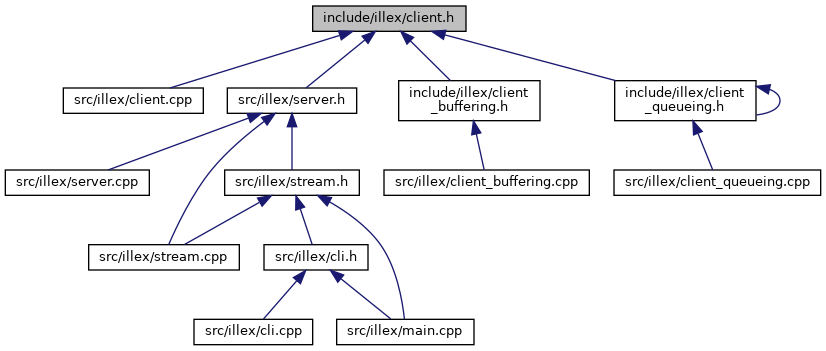 include/illex/client.h
src/illex/client.cpp
src/illex/server.h
include/illex/client
_buffering.h
include/illex/client
_queueing.h
src/illex/server.cpp
src/illex/stream.h
src/illex/client_buffering.cpp
src/illex/client_queueing.cpp
src/illex/stream.cpp
src/illex/cli.h
src/illex/cli.cpp
src/illex/main.cpp